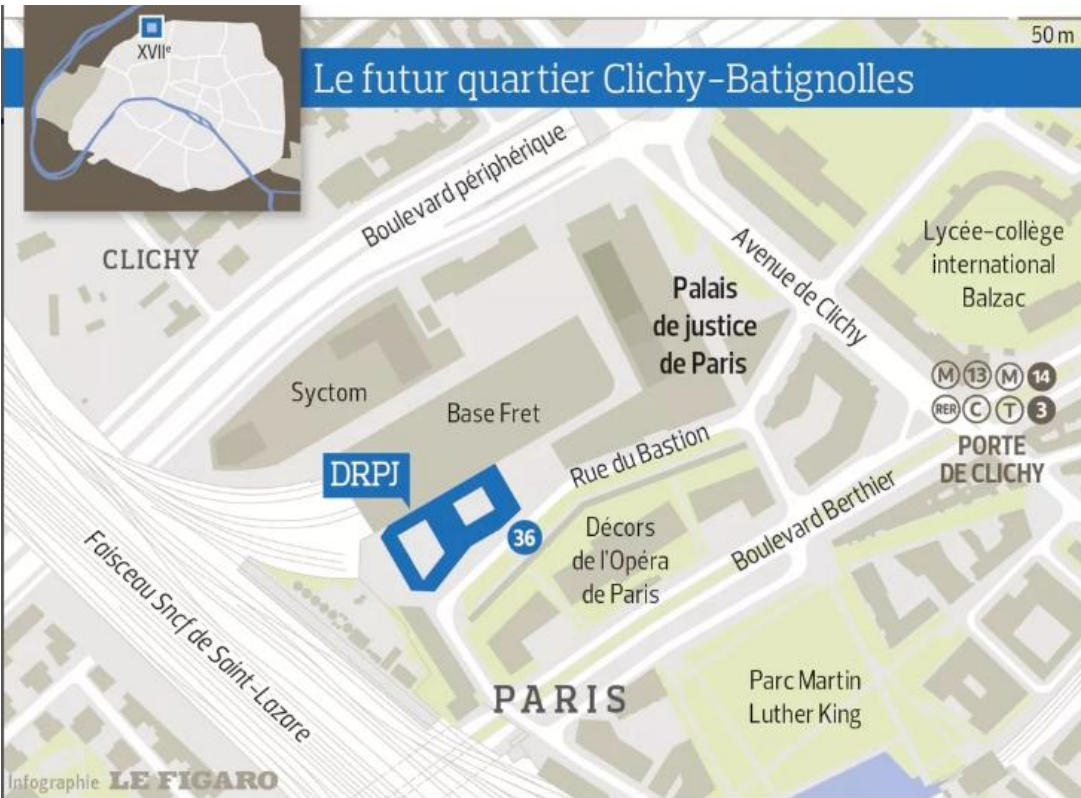 50 m
XVIIe
Le futur quartier Clichy-Batignolles
Boulevard périphérique
CLICHY
Avenue de Clichy
Lycée-collège
international
Balzac
Palais
de justice
de Paris
Syctom
Base Fret
M 13 M 14
RER C T 3
PORTE
DE CLICHY
Rue du Bastion
DRPJ
36
Décors
de l'Opéra
de Paris
Boulevard Berthier
Faisceau Sncf de Saint-Lazare
PARIS
Parc Martin
Luther King
Infographie LE FIGARO